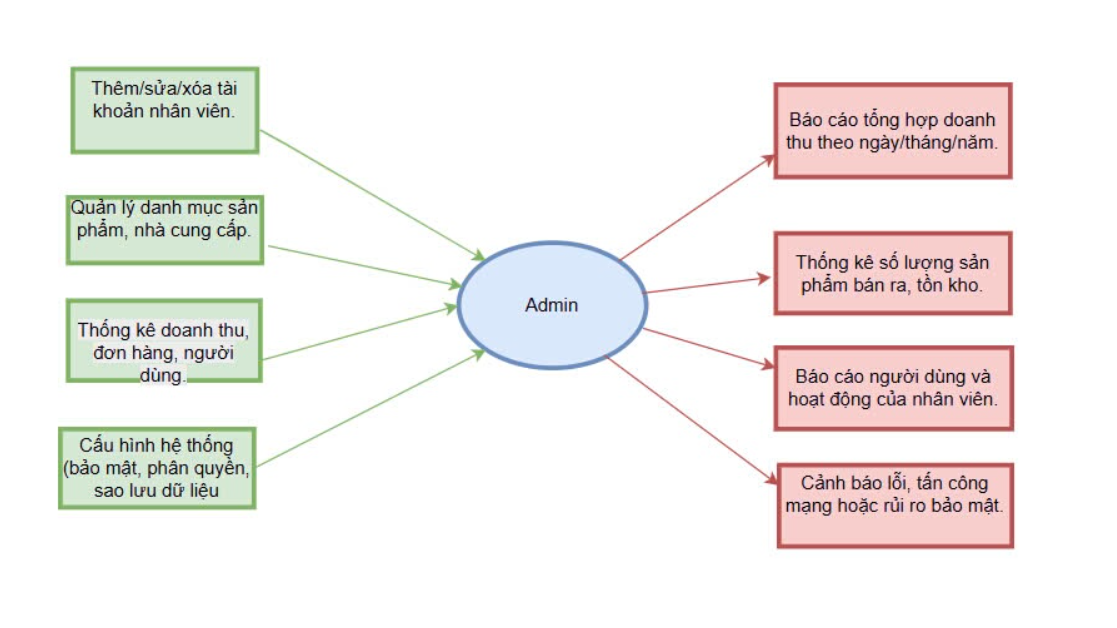 Thêm/sửa/xóa tài
khoản nhân viên.
Quản lý danh mục sản
phẩm, nhà cung cấp.
Thống kê doanh thu,
đơn hàng, người
dùng.
Cấu hình hệ thống
(bảo mật, phân quyền,
sao lưu dữ liệu
Admin
Báo cáo tổng hợp doanh
thu theo ngày/tháng/năm.
Thống kê số lượng sản
phẩm bán ra, tồn kho.
Báo cáo người dùng và
hoạt động của nhân viên.
Cảnh báo lỗi, tấn công
mạng hoặc rủi ro bảo mật.